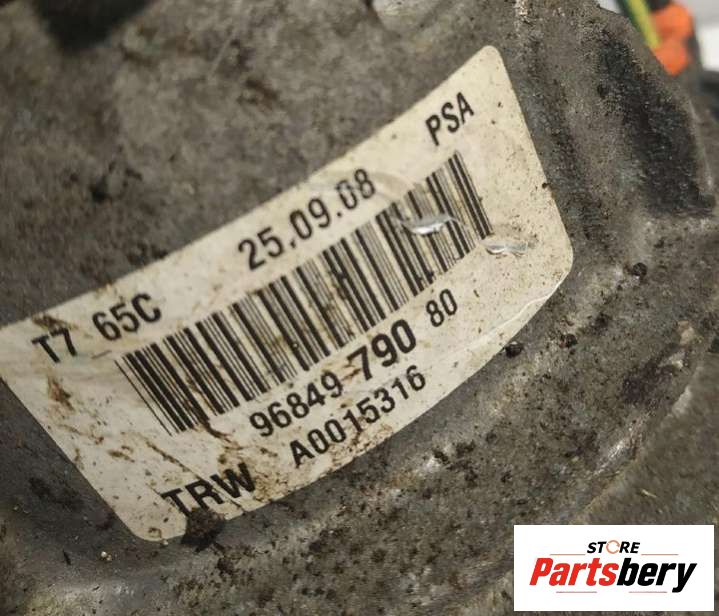 T7 65C 25.09.08 PSA
96849 790 80
TRW A0015316
STORE
Partsbery